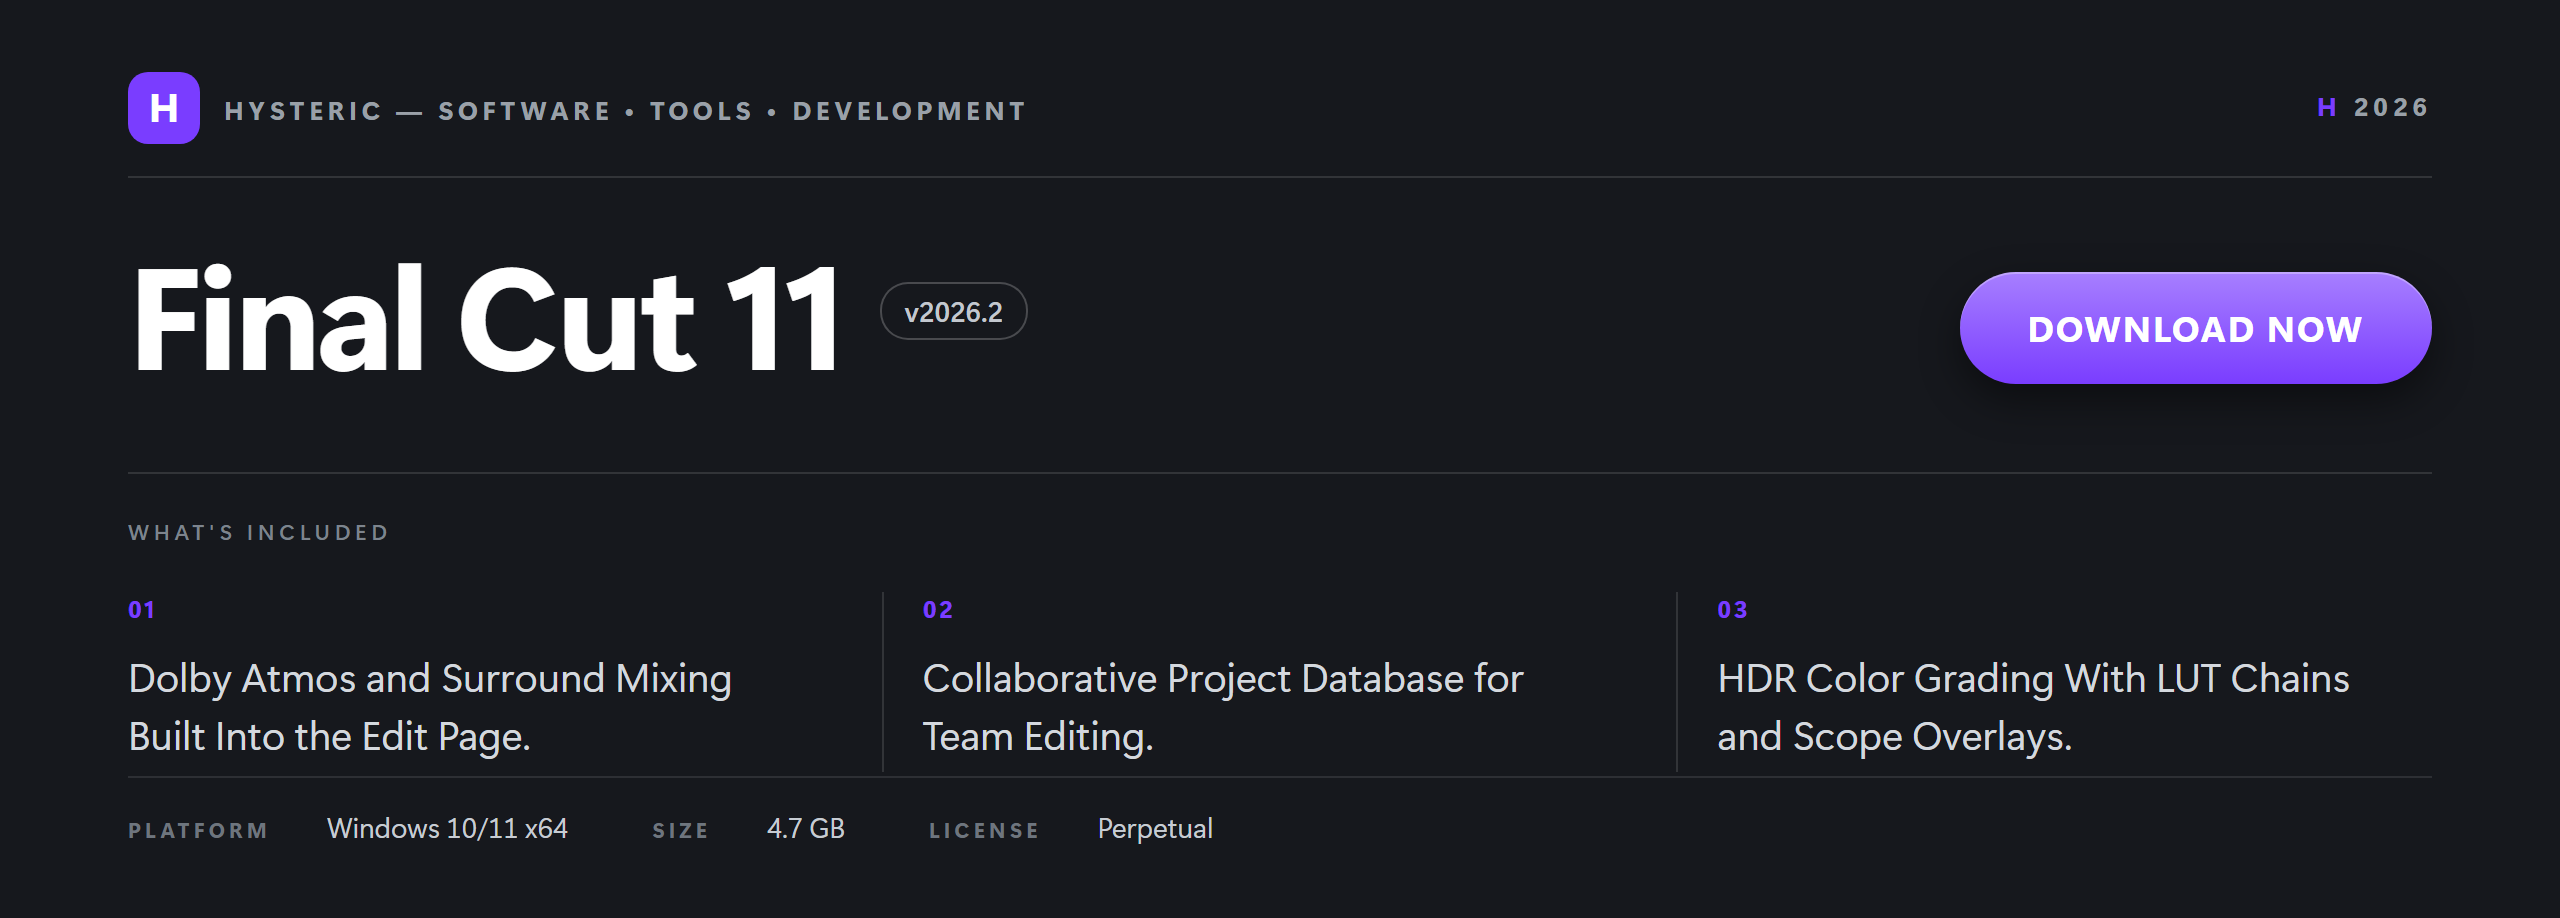 H HYSTERIC — SOFTWARE • TOOLS • DEVELOPMENT
H 2026
Final Cut 11
v2026.2
DOWNLOAD NOW
WHAT'S INCLUDED
01
Dolby Atmos and Surround Mixing
Built Into the Edit Page.
02
Collaborative Project Database for
Team Editing.
03
HDR Color Grading With LUT Chains
and Scope Overlays.
PLATFORM Windows 10/11 x64 SIZE 4.7 GB LICENSE Perpetual